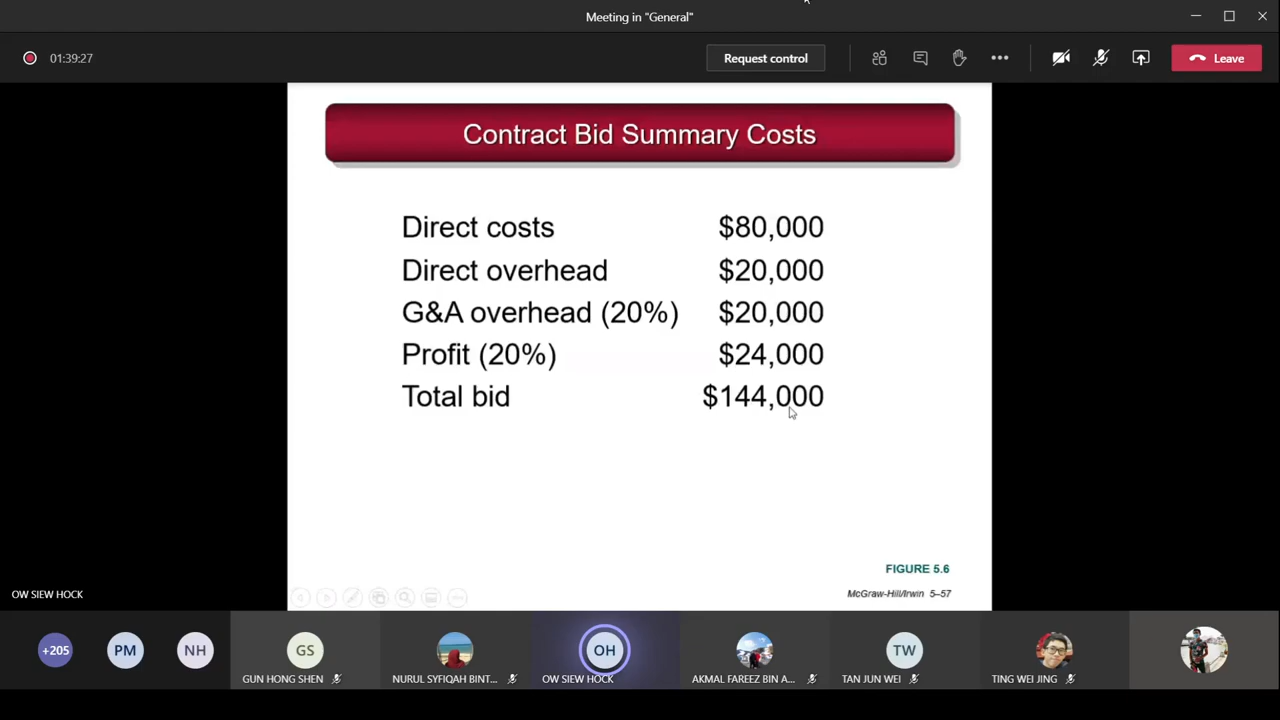 Meeting in "General"
01:39:27
Request control
Leave
Contract Bid Summary Costs
Direct costs $80,000
Direct overhead $20,000
G&A overhead (20%) $20,000
Profit (20%) $24,000
Total bid $144,000
FIGURE 5.6
McGraw-Hill/Irwin 5–57
OW SIEW HOCK
+205
PM
NH
GS
OH
TW
GUN HONG SHEN
NURUL SYFIQAH BINT...
OW SIEW HOCK
AKMAL FAREEZ BIN A...
TAN JUN WEI
TING WEI JING